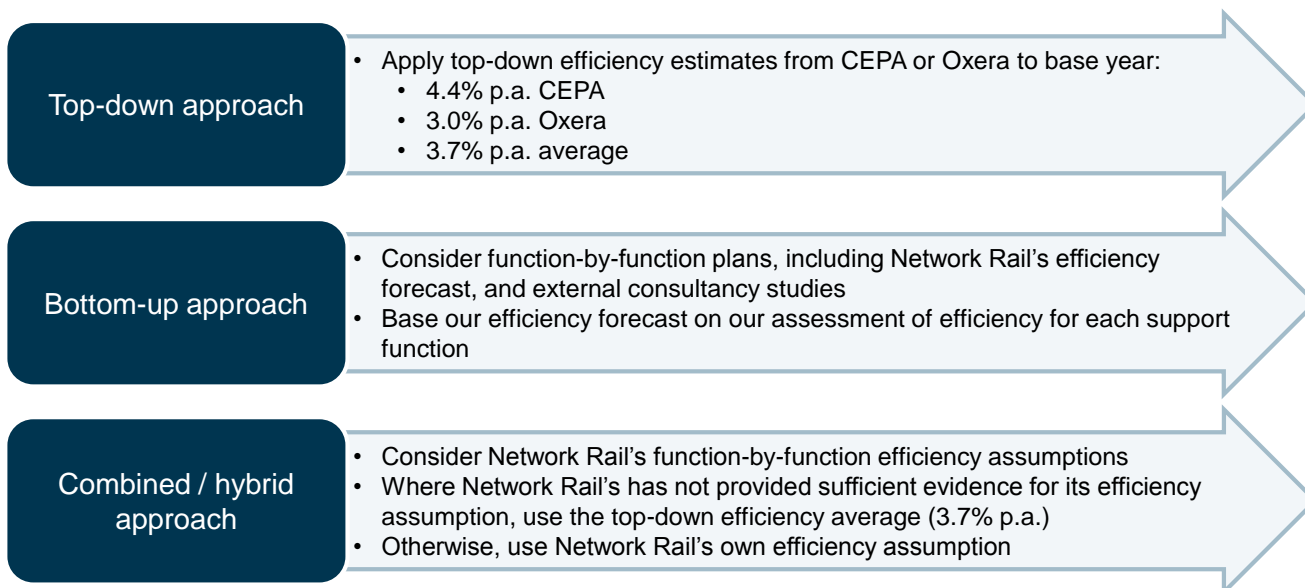 Top-down approach
• Apply top-down efficiency estimates from CEPA or Oxera to base year:
• 4.4% p.a. CEPA
• 3.0% p.a. Oxera
• 3.7% p.a. average
Bottom-up approach
• Consider function-by-function plans, including Network Rail's efficiency
forecast, and external consultancy studies
• Base our efficiency forecast on our assessment of efficiency for each support
function
Combined / hybrid
approach
• Consider Network Rail's function-by-function efficiency assumptions
• Where Network Rail's has not provided sufficient evidence for its efficiency
assumption, use the top-down efficiency average (3.7% p.a.)
• Otherwise, use Network Rail's own efficiency assumption